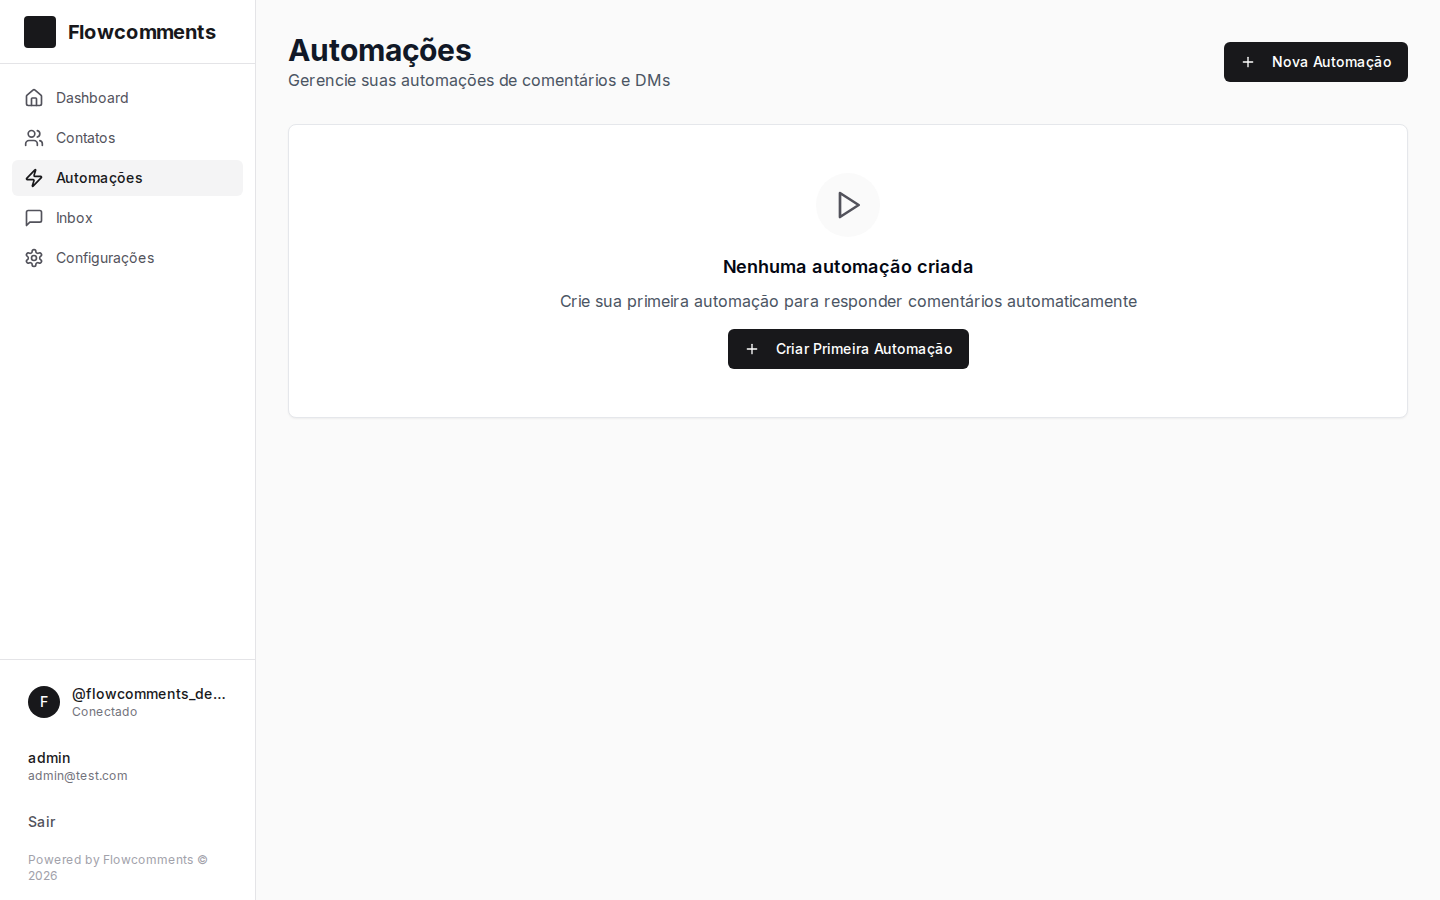 Flowcomments
Dashboard
Contatos
Automações
Inbox
Configurações
@flowcomments_de...
Conectado
admin
admin@test.com
Sair
Powered by Flowcomments ©
2026
Automações
Gerencie suas automações de comentários e DMs
Nova Automação
Nenhuma automação criada
Crie sua primeira automação para responder comentários automaticamente
Criar Primeira Automação
F